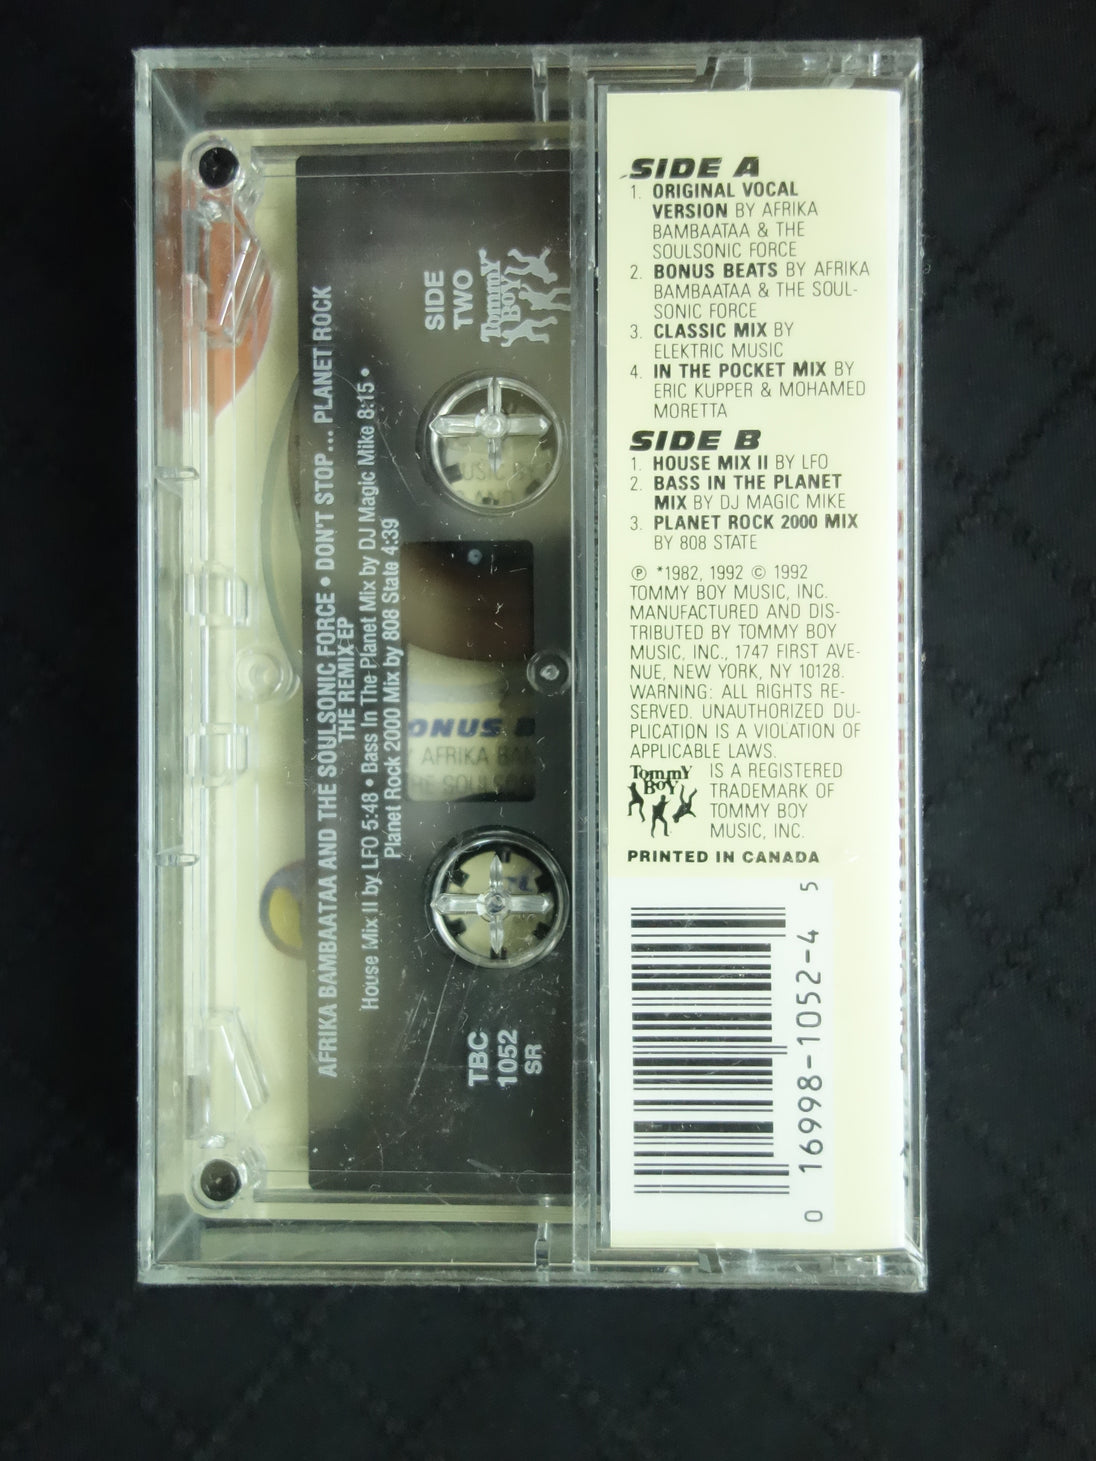 SIDE A
1. ORIGINAL VOCAL
VERSION BY AFRIKA
BAMBAATAA & THE
SOULSONIC FORCE
2. BONUS BEATS BY AFRIKA
BAMBAATAA & THE SOUL-
SONIC FORCE
3. CLASSIC MIX BY
ELEKTRIC MUSIC
4. IN THE POCKET MIX BY
ERIC KUPPER & MOHAMED
MORETTA
SIDE B
1. HOUSE MIX II BY LFO
2. BASS IN THE PLANET
MIX BY DJ MAGIC MIKE
3. PLANET ROCK 2000 MIX
BY 808 STATE
℗ *1982, 1992 © 1992
TOMMY BOY MUSIC, INC.
MANUFACTURED AND DIS-
TRIBUTED BY TOMMY BOY
MUSIC, INC., 1747 FIRST AVE-
NUE, NEW YORK, NY 10128.
WARNING: ALL RIGHTS RE-
SERVED. UNAUTHORIZED DU-
PLICATION IS A VIOLATION OF
APPLICABLE LAWS.
Tommy
Boy
IS A REGISTERED
TRADEMARK OF
TOMMY BOY
MUSIC, INC.
PRINTED IN CANADA
0 16998-1052-4 5
AFRIKA BAMBAATAA AND THE SOULSONIC FORCE • DON'T STOP... PLANET ROCK
THE REMIX EP
House Mix II by LFO 5:48 • Bass In The Planet Mix by DJ Magic Mike 8:15 •
Planet Rock 2000 Mix by 808 State 4:39
SIDE
TWO
Tommy
Boy
TBC
1052
SR
ONUS B
AFRIKA BAM
HE SOULSON